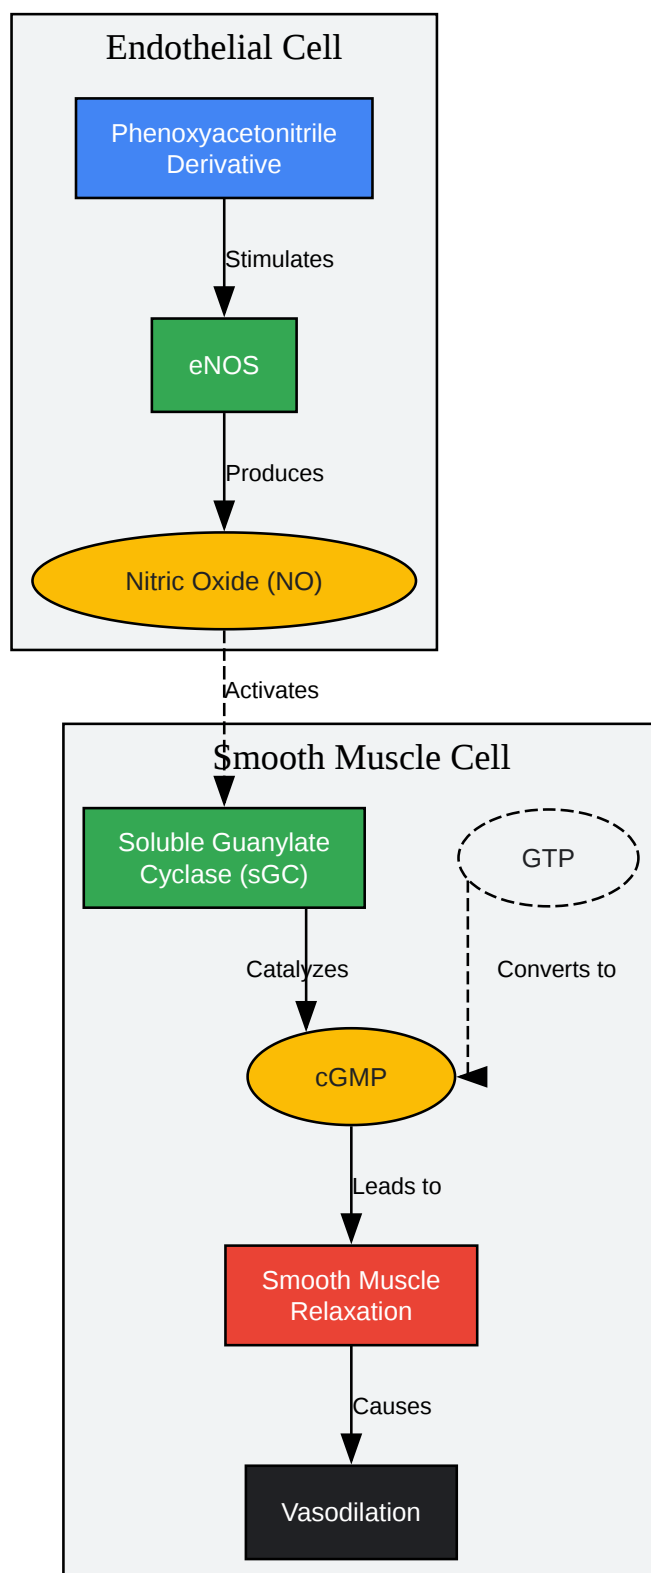 Endothelial Cell
Phenoxyacetonitrile
Derivative
Stimulates
eNOS
Produces
Nitric Oxide (NO)
Activates
Smooth Muscle Cell
Soluble Guanylate
Cyclase (sGC)
GTP
Catalyzes
Converts to
cGMP
Leads to
Smooth Muscle
Relaxation
Causes
Vasodilation